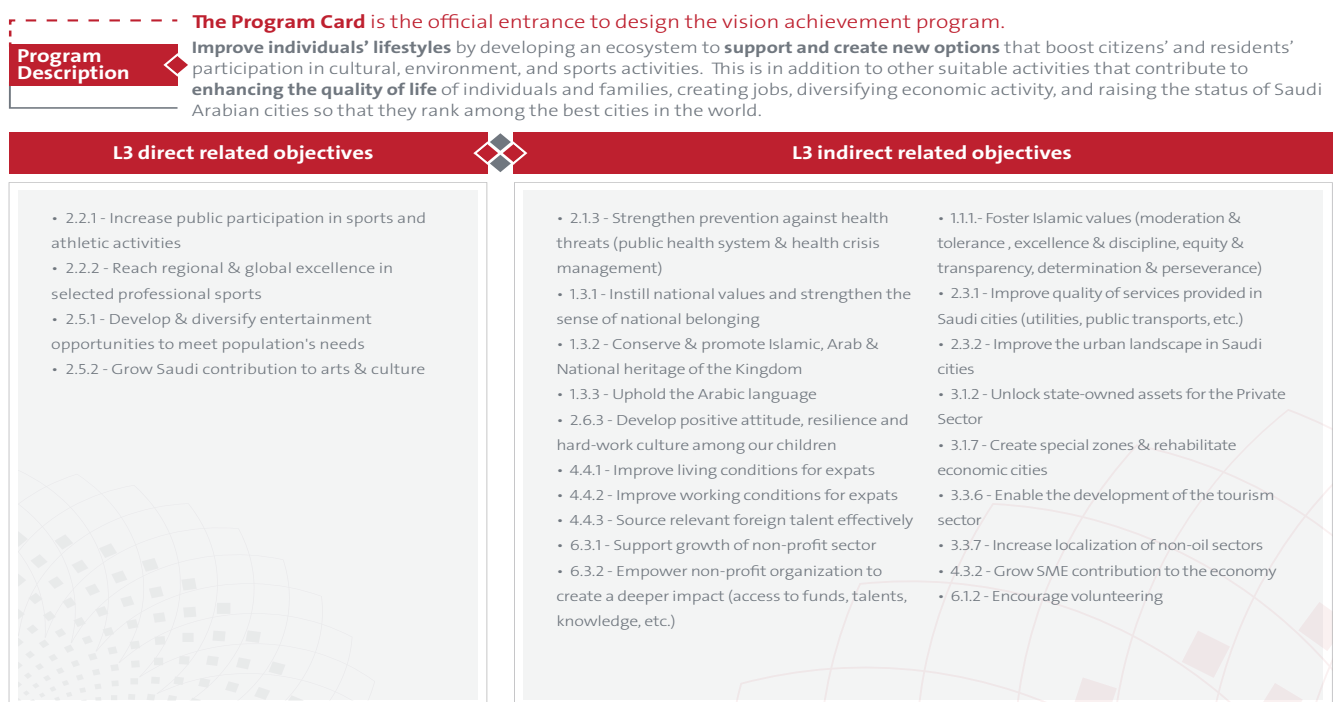 The Program Card is the official entrance to design the vision achievement program.
Program
Description
Improve individuals' lifestyles by developing an ecosystem to support and create new options that boost citizens' and residents'
participation in cultural, environment, and sports activities. This is in addition to other suitable activities that contribute to
enhancing the quality of life of individuals and families, creating jobs, diversifying economic activity, and raising the status of Saudi
Arabian cities so that they rank among the best cities in the world.
L3 direct related objectives
• 2.2.1 - Increase public participation in sports and
athletic activities
• 2.2.2 - Reach regional & global excellence in
selected professional sports
• 2.5.1 - Develop & diversify entertainment
opportunities to meet population's needs
• 2.5.2 - Grow Saudi contribution to arts & culture
L3 indirect related objectives
• 2.1.3 - Strengthen prevention against health
threats (public health system & health crisis
management)
• 1.3.1 - Instill national values and strengthen the
sense of national belonging
• 1.3.2 - Conserve & promote Islamic, Arab &
National heritage of the Kingdom
• 1.3.3 - Uphold the Arabic language
• 2.6.3 - Develop positive attitude, resilience and
hard-work culture among our children
• 4.4.1 - Improve living conditions for expats
• 4.4.2 - Improve working conditions for expats
• 4.4.3 - Source relevant foreign talent effectively
• 6.3.1 - Support growth of non-profit sector
• 6.3.2 - Empower non-profit organization to
create a deeper impact (access to funds, talents,
knowledge, etc.)
• 1.1.1.- Foster Islamic values (moderation &
tolerance , excellence & discipline, equity &
transparency, determination & perseverance)
• 2.3.1 - Improve quality of services provided in
Saudi cities (utilities, public transports, etc.)
• 2.3.2 - Improve the urban landscape in Saudi
cities
• 3.1.2 - Unlock state-owned assets for the Private
Sector
• 3.1.7 - Create special zones & rehabilitate
economic cities
• 3.3.6 - Enable the development of the tourism
sector
• 3.3.7 - Increase localization of non-oil sectors
• 4.3.2 - Grow SME contribution to the economy
• 6.1.2 - Encourage volunteering